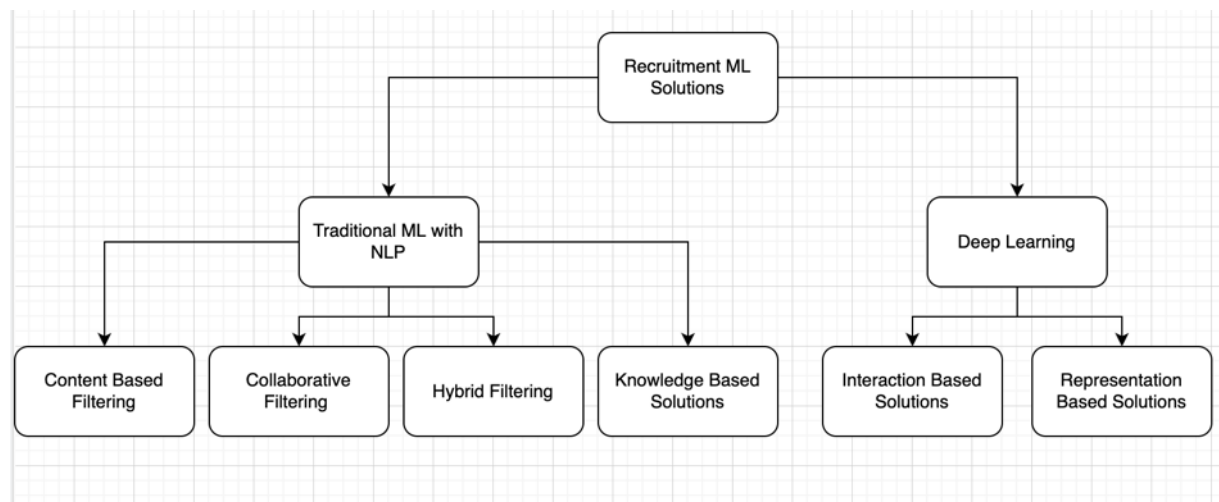 Recruitment ML
Solutions
Traditional ML with
NLP
Deep Learning
Content Based
Filtering
Collaborative
Filtering
Hybrid Filtering
Knowledge Based
Solutions
Interaction Based
Solutions
Representation
Based Solutions